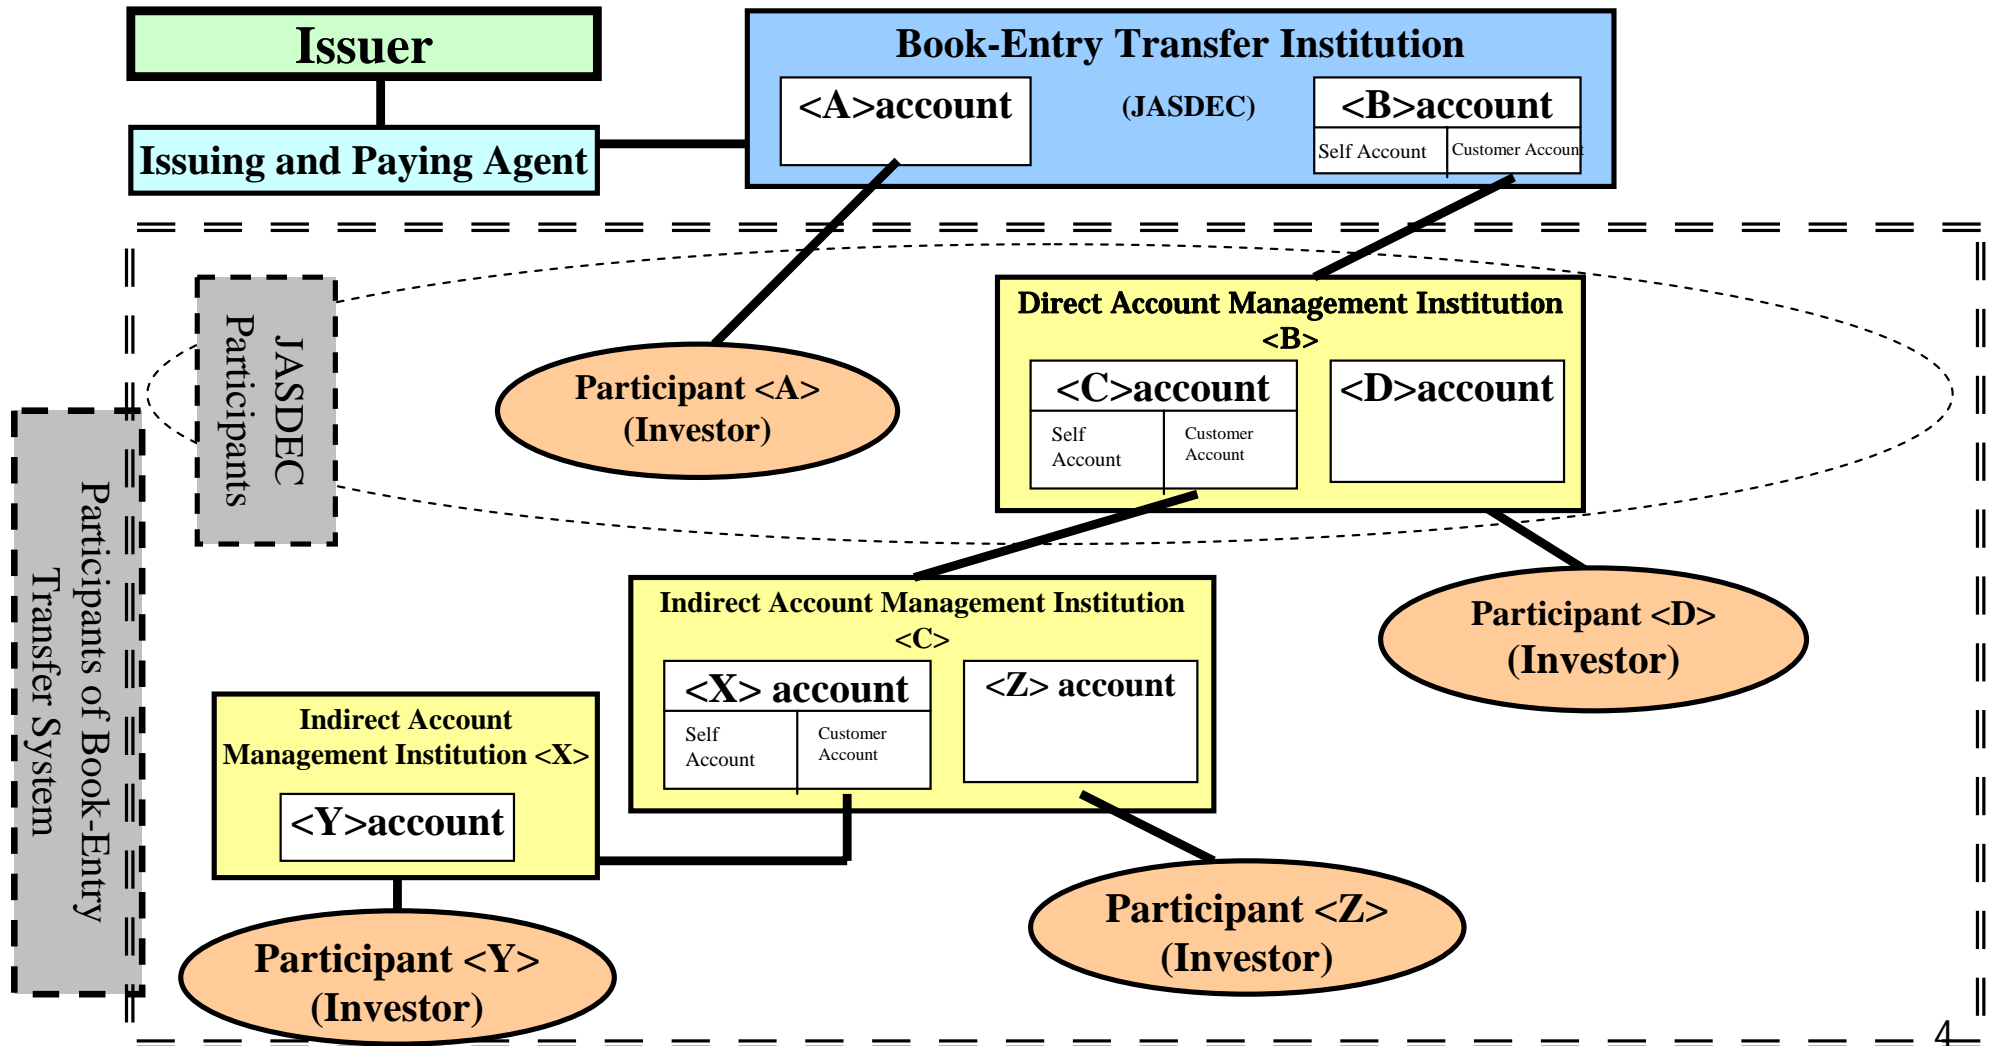 Issuer
Book-Entry Transfer Institution
<A>account
(JASDEC)
<B>account
Self Account
Customer Account
Issuing and Paying Agent
JASDEC
Participants
Direct Account Management Institution
<B>
Participant <A>
(Investor)
<C>account
Self
Account
Customer
Account
<D>account
Participants of Book-Entry
Transfer System
Indirect Account Management Institution
<C>
<X> account
Self
Account
Customer
Account
<Z> account
Participant <D>
(Investor)
Indirect Account
Management Institution <X>
<Y>account
Participant <Z>
(Investor)
Participant <Y>
(Investor)
4